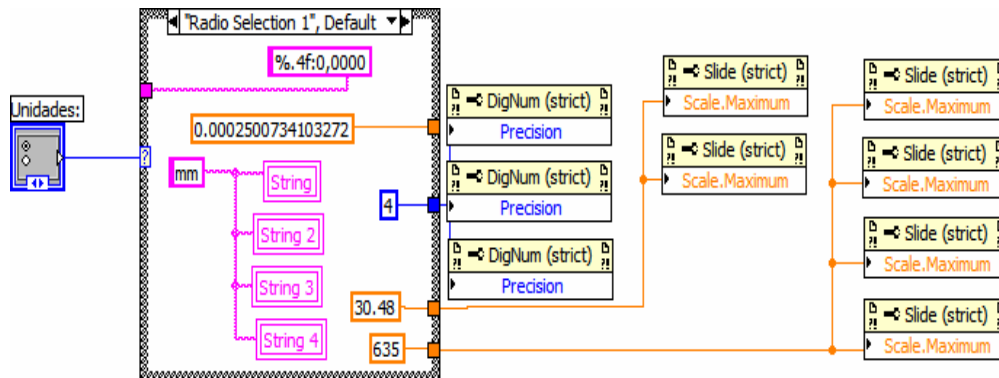 "Radio Selection 1", Default
%.4f:0,0000
Unidades:
0.0002500734103272
?
mm
String
String 2
String 3
String 4
4
30.48
635
DigNum (strict)
Precision
DigNum (strict)
Precision
DigNum (strict)
Precision
Slide (strict)
Scale.Maximum
Slide (strict)
Scale.Maximum
Slide (strict)
Scale.Maximum
Slide (strict)
Scale.Maximum
Slide (strict)
Scale.Maximum
Slide (strict)
Scale.Maximum